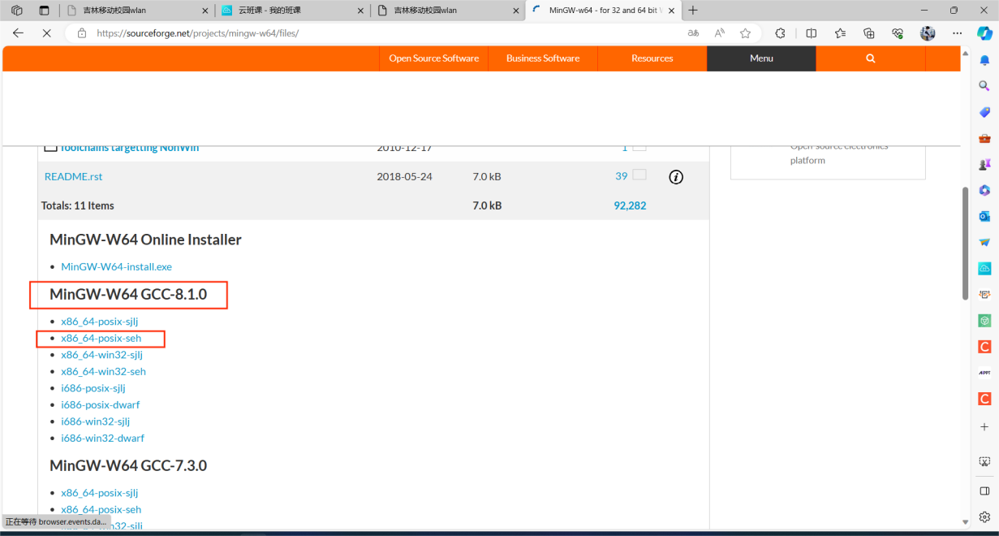 吉林移动校园wlan
云班课 - 我的班课
吉林移动校园wlan
MinGW-w64 - for 32 and 64 bit W
https://sourceforge.net/projects/mingw-w64/files/
Open Source Software
Business Software
Resources
Menu
Toolchains targetting NonWin 2010-12-17 1
Open source electronics
platform
README.rst 2018-05-24 7.0 kB 39
Totals: 11 Items 7.0 kB 92,282
MinGW-W64 Online Installer
MinGW-W64-install.exe
MinGW-W64 GCC-8.1.0
x86_64-posix-sjlj
x86_64-posix-seh
x86_64-win32-sjlj
x86_64-win32-seh
i686-posix-sjlj
i686-posix-dwarf
i686-win32-sjlj
i686-win32-dwarf
MinGW-W64 GCC-7.3.0
x86_64-posix-sjlj
x86_64-posix-seh
n32-sjlj
正在等待 browser.events.da...
AIPPT